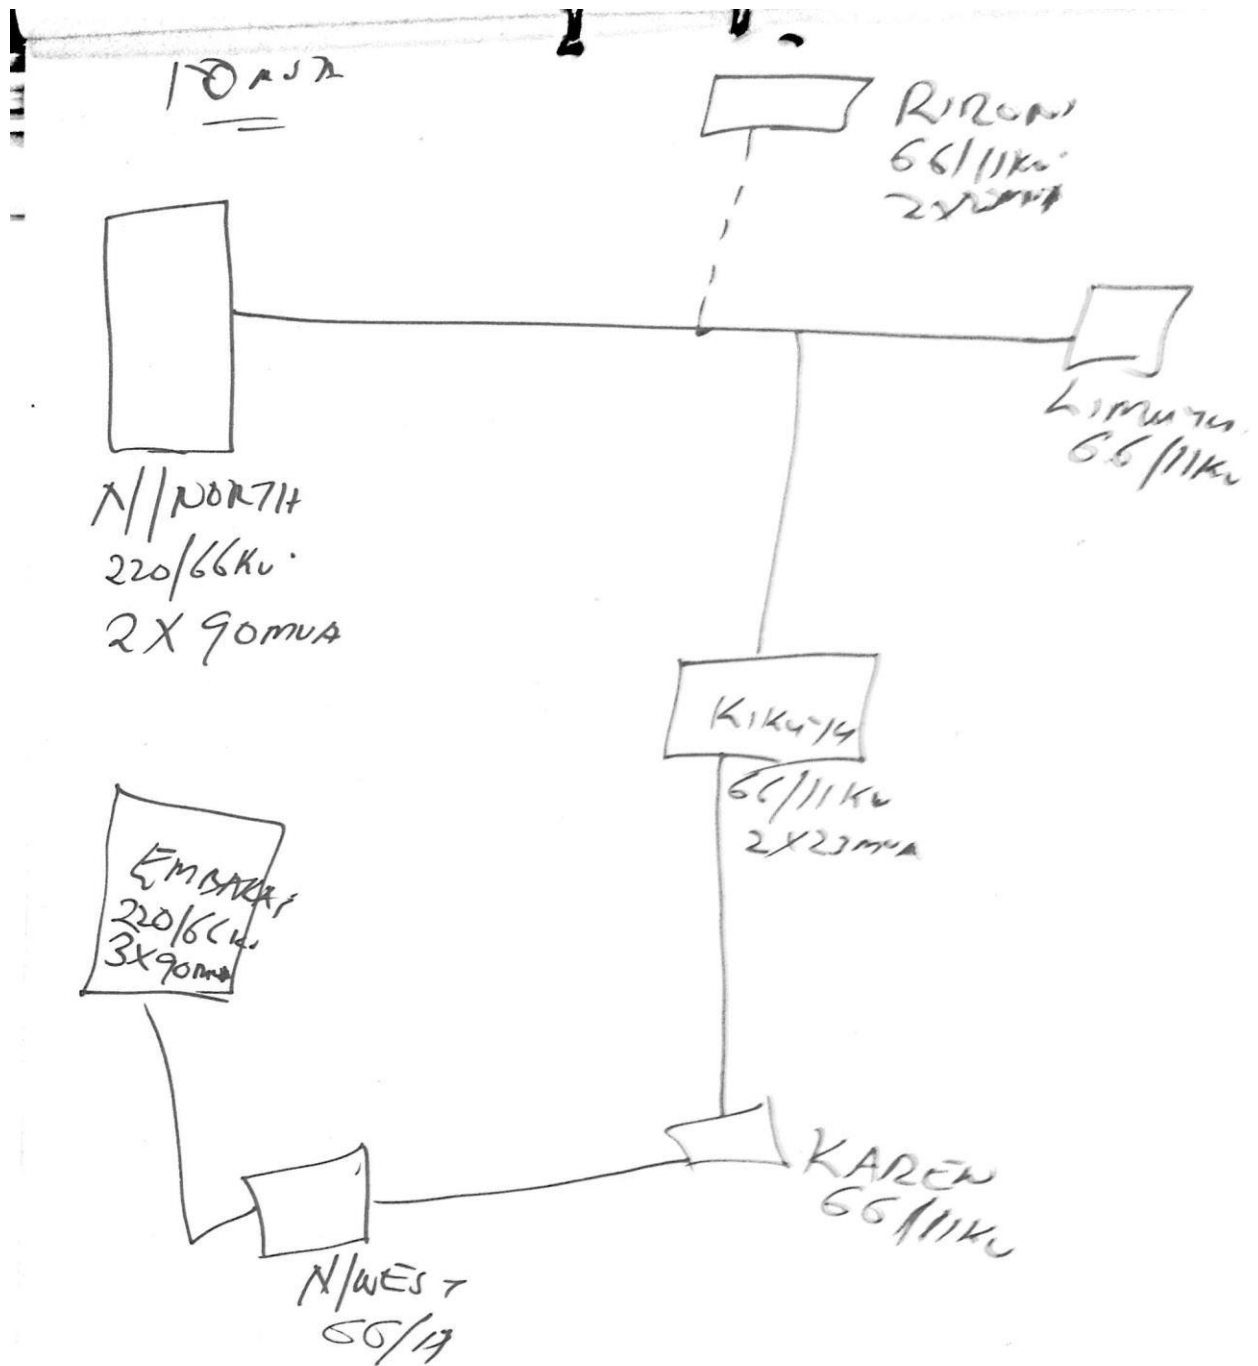 RIRONI
66/11KV
N//NORTH
220/66KV
2 X 90MVA
LIMURU
66/11KV
KIKUYU
66/11KV
2X23MVA
EMBAKASI
220/66KV
3X90MVA
KAREN
66/11KV
N/WEST
66/11